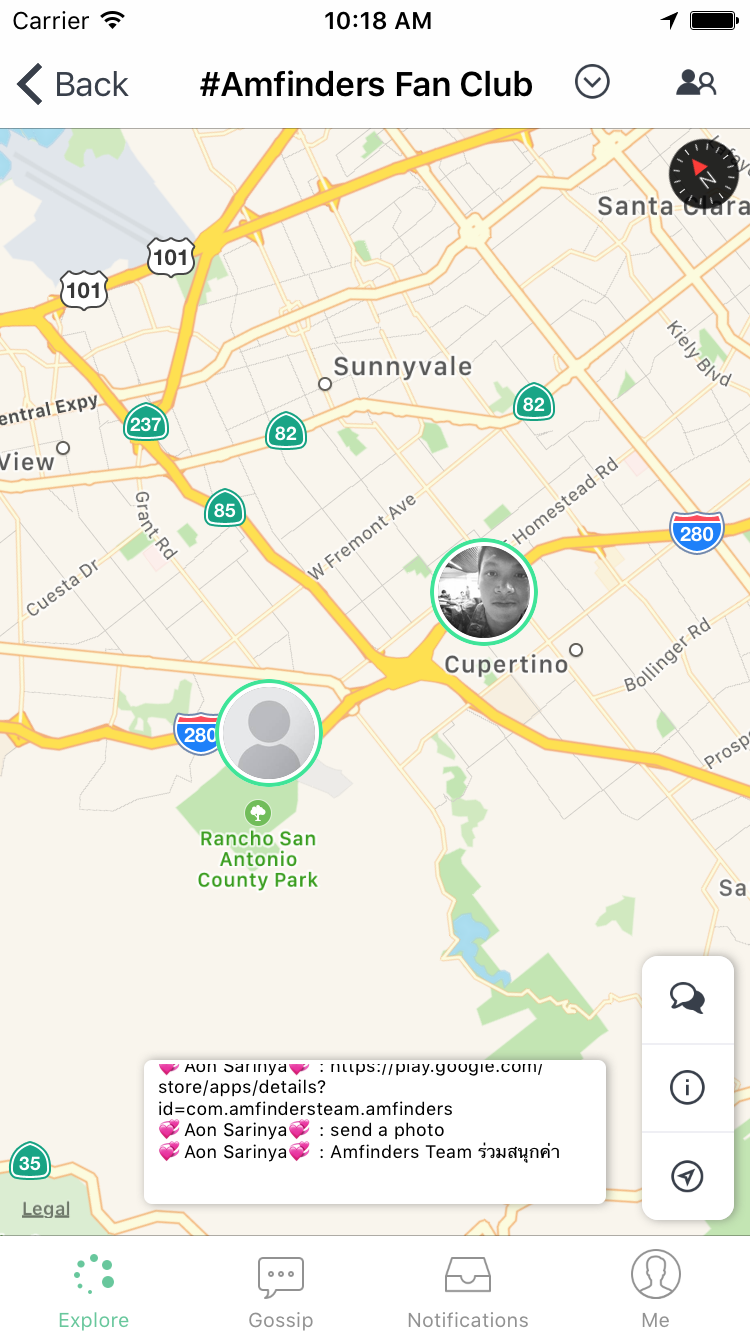 Carrier 10:18 AM
Back #Amfinders Fan Club
N
Santa Clara
101
101
Sunnyvale
Kiely Blvd
entral Expy
237
82
82
View
85
Grant Rd
W Fremont Ave
Homestead Rd
280
Cuesta Dr
Cupertino
Bollinger Rd
280
Prosp
Rancho San
Antonio
County Park
Sa
💞 Aon Sarinya💞 : https://play.google.com/
store/apps/details?
id=com.amfindersteam.amfinders
💞 Aon Sarinya💞 : send a photo
💞 Aon Sarinya💞 : Amfinders Team ร่วมสนุกค่า
35
Legal
Explore Gossip Notifications Me